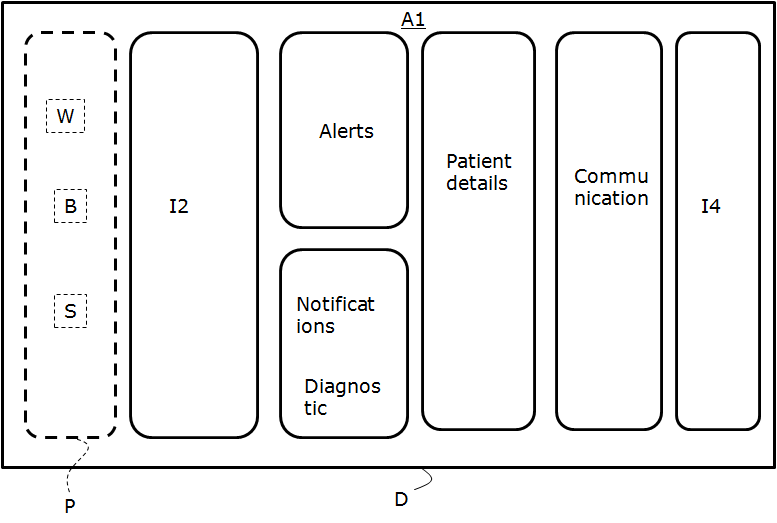 A1
W
B
S
I2
Alerts
Notificat
ions
Diagnos
tic
Patient
details
Commu
nication
I4
P
D